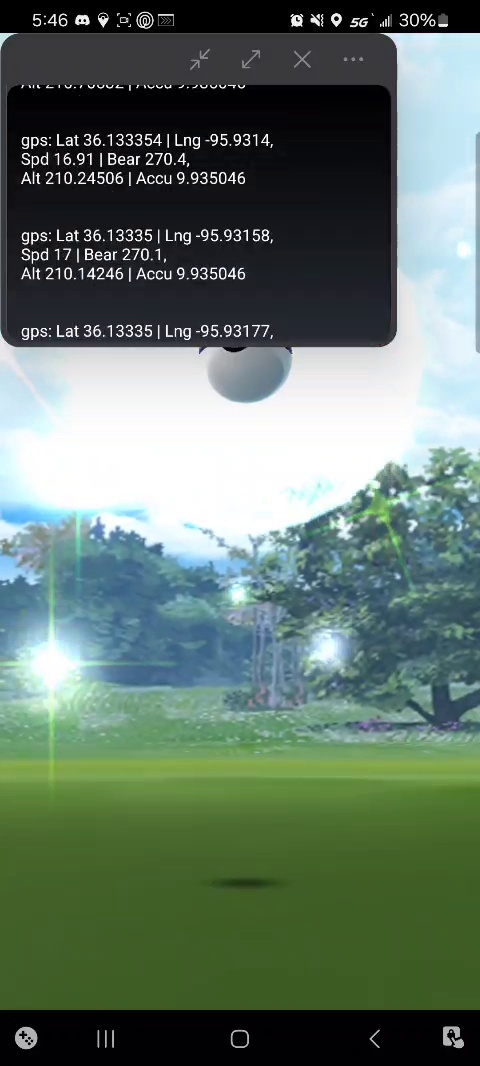 5:46
5G
30%
gps: Lat 36.133354 | Lng -95.9314,
Spd 16.91 | Bear 270.4,
Alt 210.24506 | Accu 9.935046
gps: Lat 36.13335 | Lng -95.93158,
Spd 17 | Bear 270.1,
Alt 210.14246 | Accu 9.935046
gps: Lat 36.13335 | Lng -95.93177,